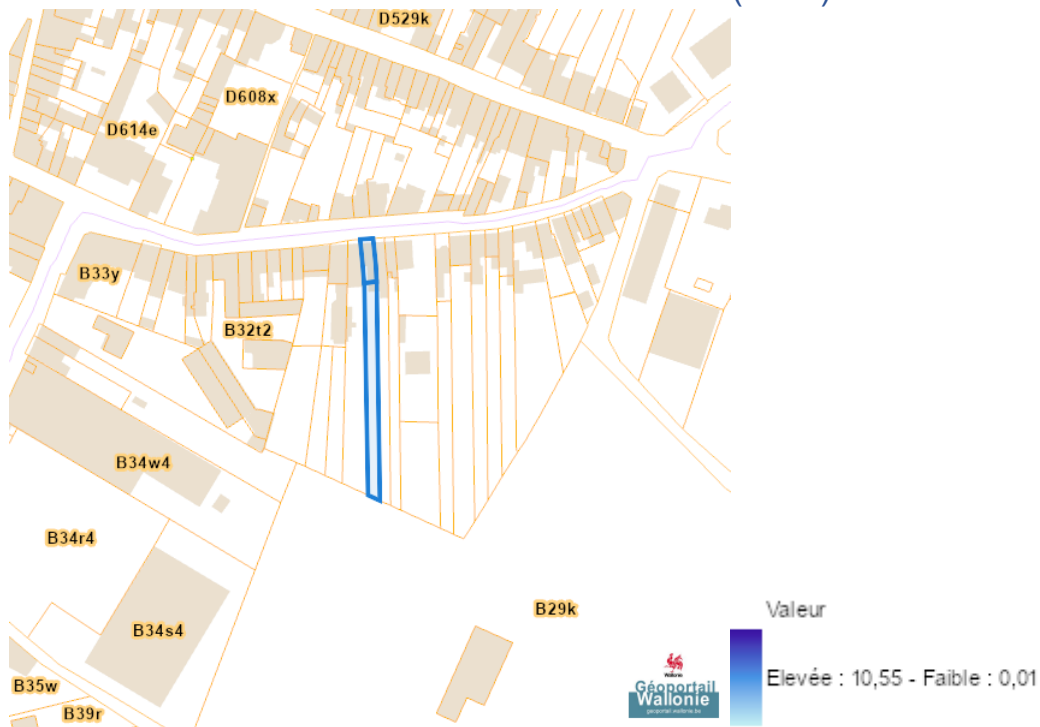 D529k
D608x
D614e
B33y
B32t2
B34w4
B34r4
B29k
B34s4
B35w
B39r
Valeur
Elevée : 10,55 - Faible : 0,01
Wallonie
Géoportail
Wallonie
geoportail.wallonie.be